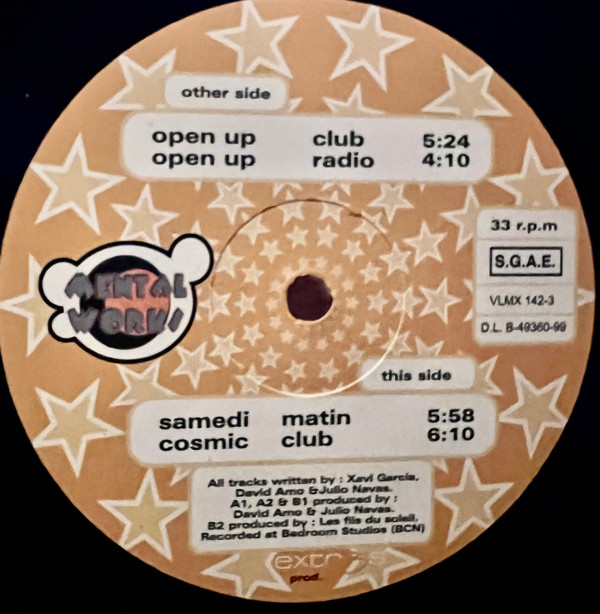 other side
open up club 5:24
open up radio 4:10
33 r.p.m
S.G.A.E.
VLMX 142-3
D.L. B-49360-99
MENTAL
WORKS
this side
samedi matin 5:58
cosmic club 6:10
All tracks written by : Xavi Garcia,
David Amo & Julio Navas.
A1, A2 & B1 produced by :
David Amo & Julio Navas.
B2 produced by : Les fils du soleil,
Recorded at Bedroom Studios (BCN)
prod.